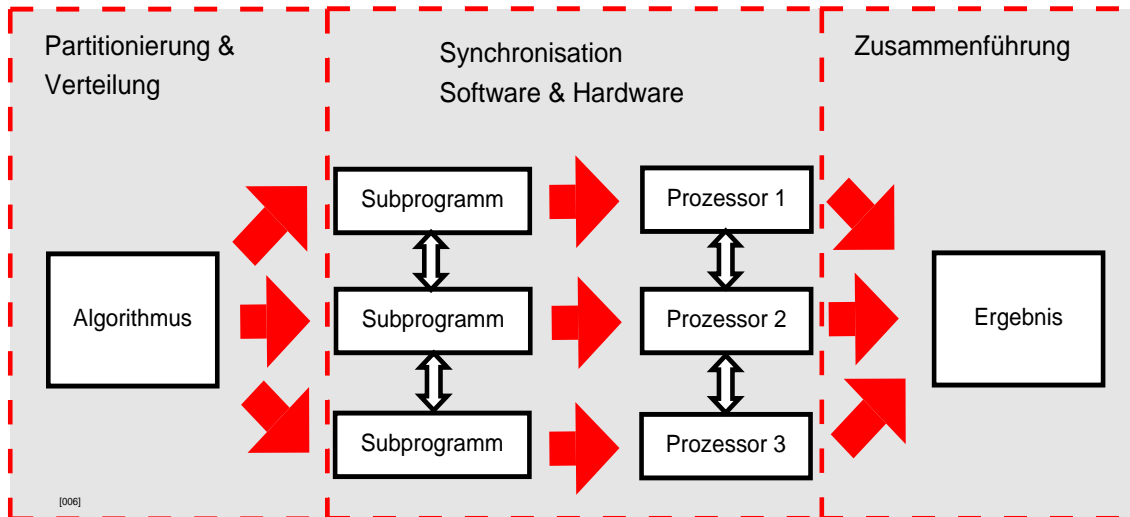 Partitionierung &
Verteilung
Synchronisation
Software & Hardware
Zusammenführung
Algorithmus
Subprogramm
Subprogramm
Subprogramm
Prozessor 1
Prozessor 2
Prozessor 3
Ergebnis
[006]